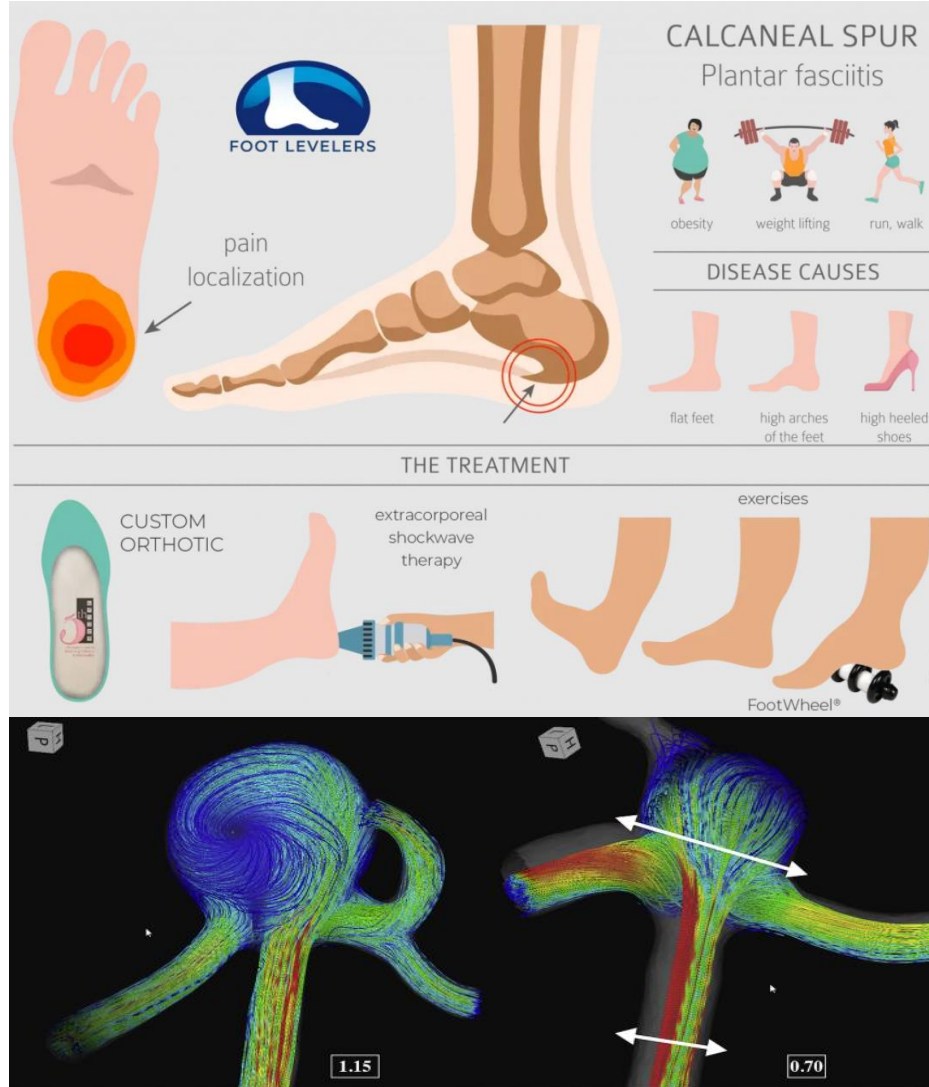 CALCANEAL SPUR
Plantar fasciitis
FOOT LEVELERS
obesity
weight lifting
run, walk
pain
localization
DISEASE CAUSES
flat feet
high arches
of the feet
high heeled
shoes
THE TREATMENT
CUSTOM
ORTHOTIC
extracorporeal
shockwave
therapy
exercises
FootWheel®
P
H
P
1.15
0.70